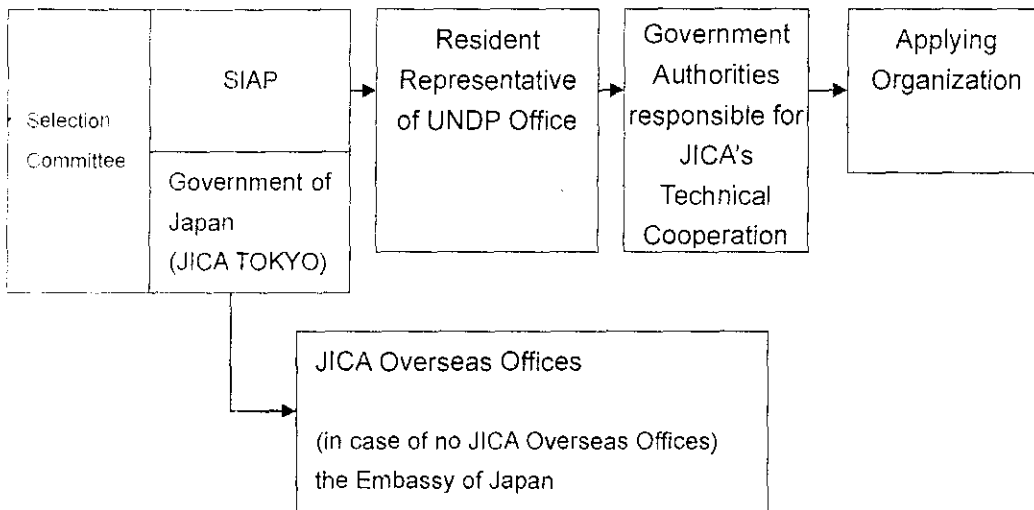 Selection
Committee
SIAP
Government of
Japan
(JICA TOKYO)
Resident
Representative
of UNDP Office
Government
Authorities
responsible for
JICA's
Technical
Cooperation
Applying
Organization
JICA Overseas Offices
(in case of no JICA Overseas Offices)
the Embassy of Japan